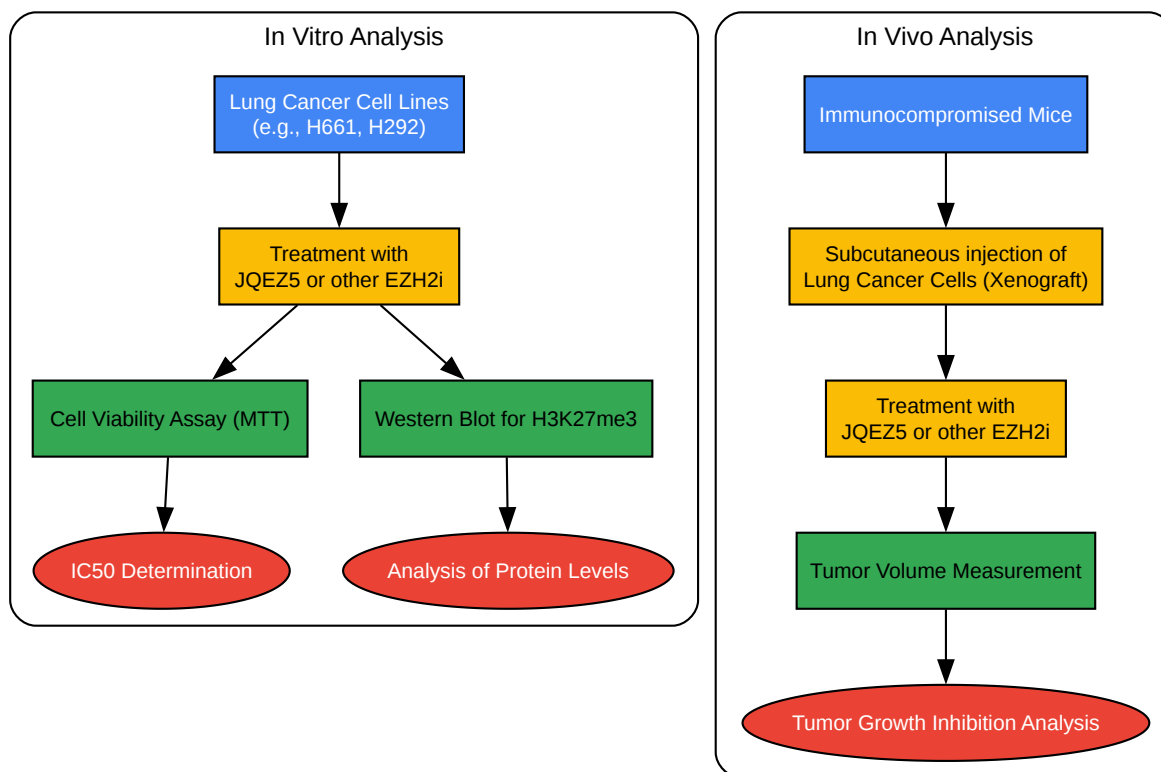 In Vitro Analysis
Lung Cancer Cell Lines
(e.g., H661, H292)
Treatment with
JQEZ5 or other EZH2i
Cell Viability Assay (MTT)
Western Blot for H3K27me3
IC50 Determination
Analysis of Protein Levels
In Vivo Analysis
Immunocompromised Mice
Subcutaneous injection of
Lung Cancer Cells (Xenograft)
Treatment with
JQEZ5 or other EZH2i
Tumor Volume Measurement
Tumor Growth Inhibition Analysis